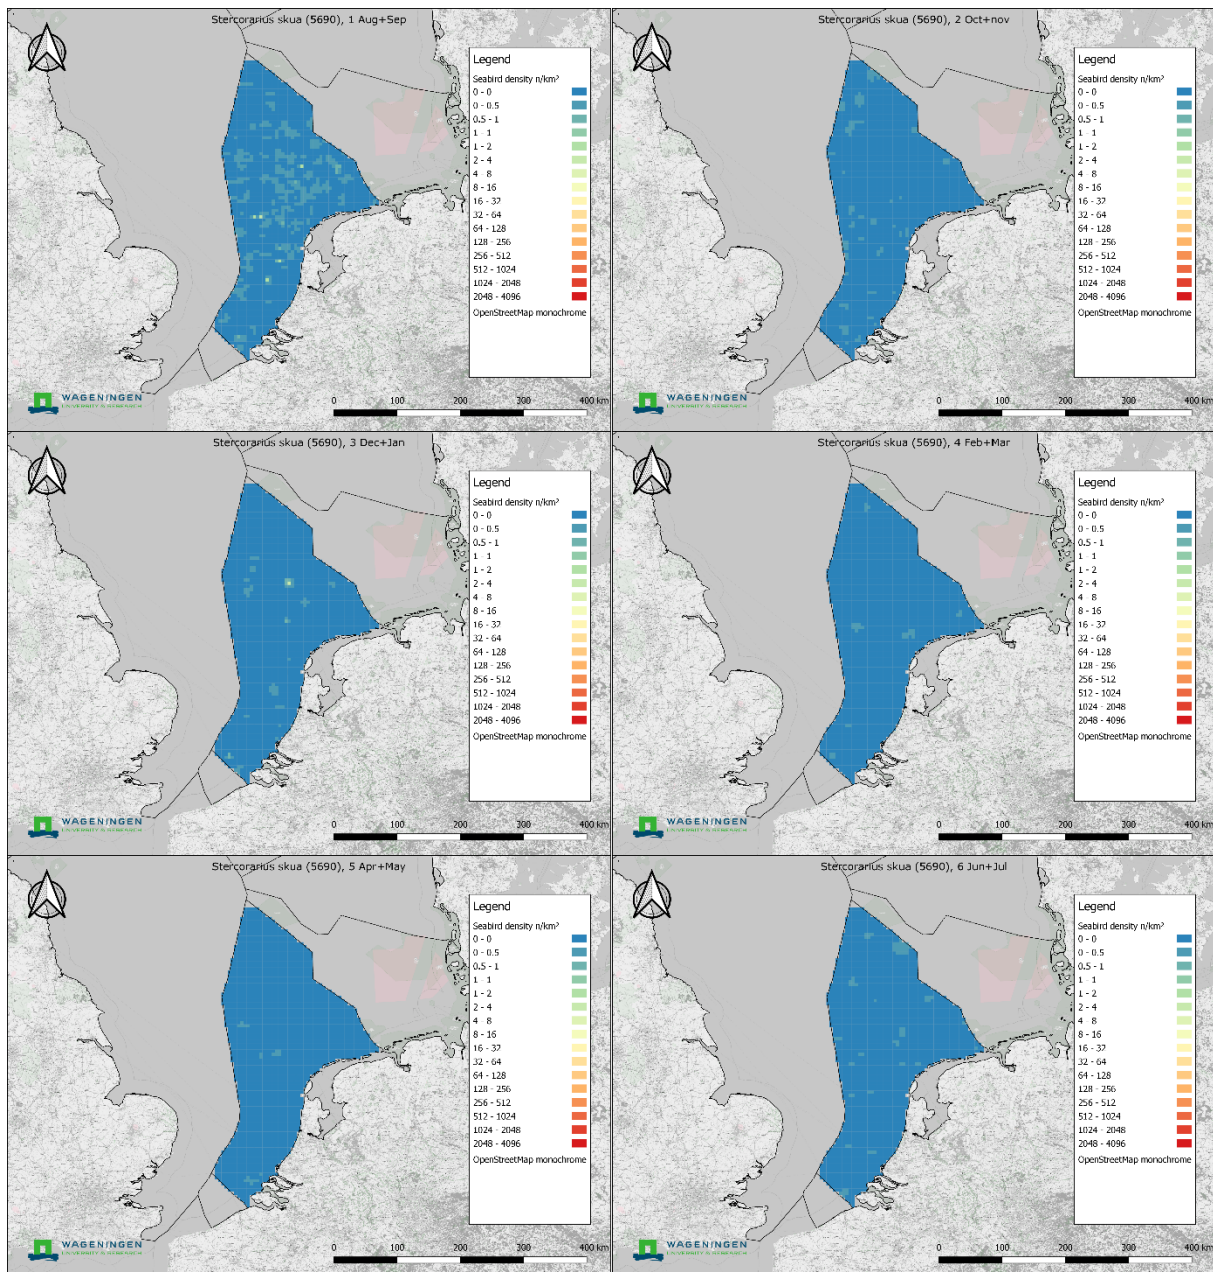 Stercorarius skua (5690), 1 Aug+Sep
Legend
Seabird density n/km²
0 - 0
0 - 0.5
0.5 - 1
1 - 1
1 - 2
2 - 4
4 - 8
8 - 16
16 - 32
32 - 64
64 - 128
128 - 256
256 - 512
512 - 1024
1024 - 2048
2048 - 4096
OpenStreetMap monochrome
WAGENINGEN
UNIVERSITY & RESEARCH
0 100 200 300 400 km
Stercorarius skua (5690), 2 Oct+nov
Legend
Seabird density n/km²
0 - 0
0 - 0.5
0.5 - 1
1 - 1
1 - 2
2 - 4
4 - 8
8 - 16
16 - 32
32 - 64
64 - 128
128 - 256
256 - 512
512 - 1024
1024 - 2048
2048 - 4096
OpenStreetMap monochrome
WAGENINGEN
UNIVERSITY & RESEARCH
0 100 200 300 400 km
Stercorarius skua (5690), 3 Dec+Jan
Legend
Seabird density n/km²
0 - 0
0 - 0.5
0.5 - 1
1 - 1
1 - 2
2 - 4
4 - 8
8 - 16
16 - 32
32 - 64
64 - 128
128 - 256
256 - 512
512 - 1024
1024 - 2048
2048 - 4096
OpenStreetMap monochrome
WAGENINGEN
UNIVERSITY & RESEARCH
0 100 200 300 400 km
Stercorarius skua (5690), 4 Feb+Mar
Legend
Seabird density n/km²
0 - 0
0 - 0.5
0.5 - 1
1 - 1
1 - 2
2 - 4
4 - 8
8 - 16
16 - 32
32 - 64
64 - 128
128 - 256
256 - 512
512 - 1024
1024 - 2048
2048 - 4096
OpenStreetMap monochrome
WAGENINGEN
UNIVERSITY & RESEARCH
0 100 200 300 400 km
Stercorarius skua (5690), 5 Apr+May
Legend
Seabird density n/km²
0 - 0
0 - 0.5
0.5 - 1
1 - 1
1 - 2
2 - 4
4 - 8
8 - 16
16 - 32
32 - 64
64 - 128
128 - 256
256 - 512
512 - 1024
1024 - 2048
2048 - 4096
OpenStreetMap monochrome
WAGENINGEN
UNIVERSITY & RESEARCH
0 100 200 300 400 km
Stercorarius skua (5690), 6 Jun+Jul
Legend
Seabird density n/km²
0 - 0
0 - 0.5
0.5 - 1
1 - 1
1 - 2
2 - 4
4 - 8
8 - 16
16 - 32
32 - 64
64 - 128
128 - 256
256 - 512
512 - 1024
1024 - 2048
2048 - 4096
OpenStreetMap monochrome
WAGENINGEN
UNIVERSITY & RESEARCH
0 100 200 300 400 km